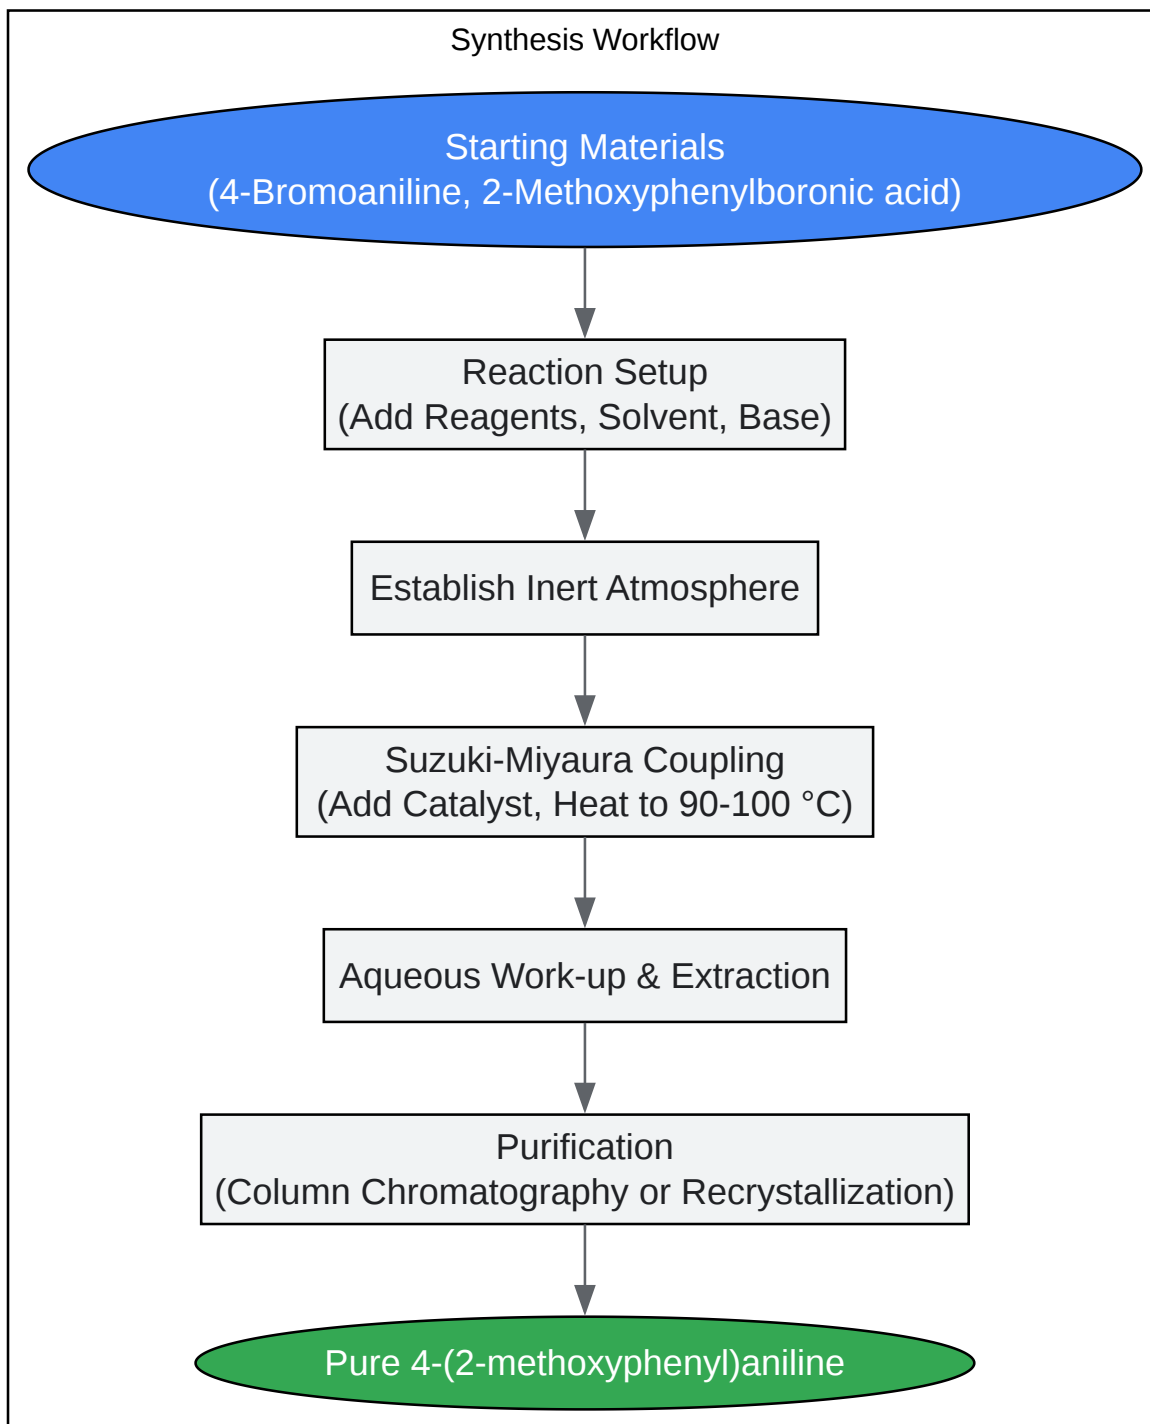 Synthesis Workflow
Starting Materials
(4-Bromoaniline, 2-Methoxyphenylboronic acid)
Reaction Setup
(Add Reagents, Solvent, Base)
Establish Inert Atmosphere
Suzuki-Miyaura Coupling
(Add Catalyst, Heat to 90-100 °C)
Aqueous Work-up & Extraction
Purification
(Column Chromatography or Recrystallization)
Pure 4-(2-methoxyphenyl)aniline